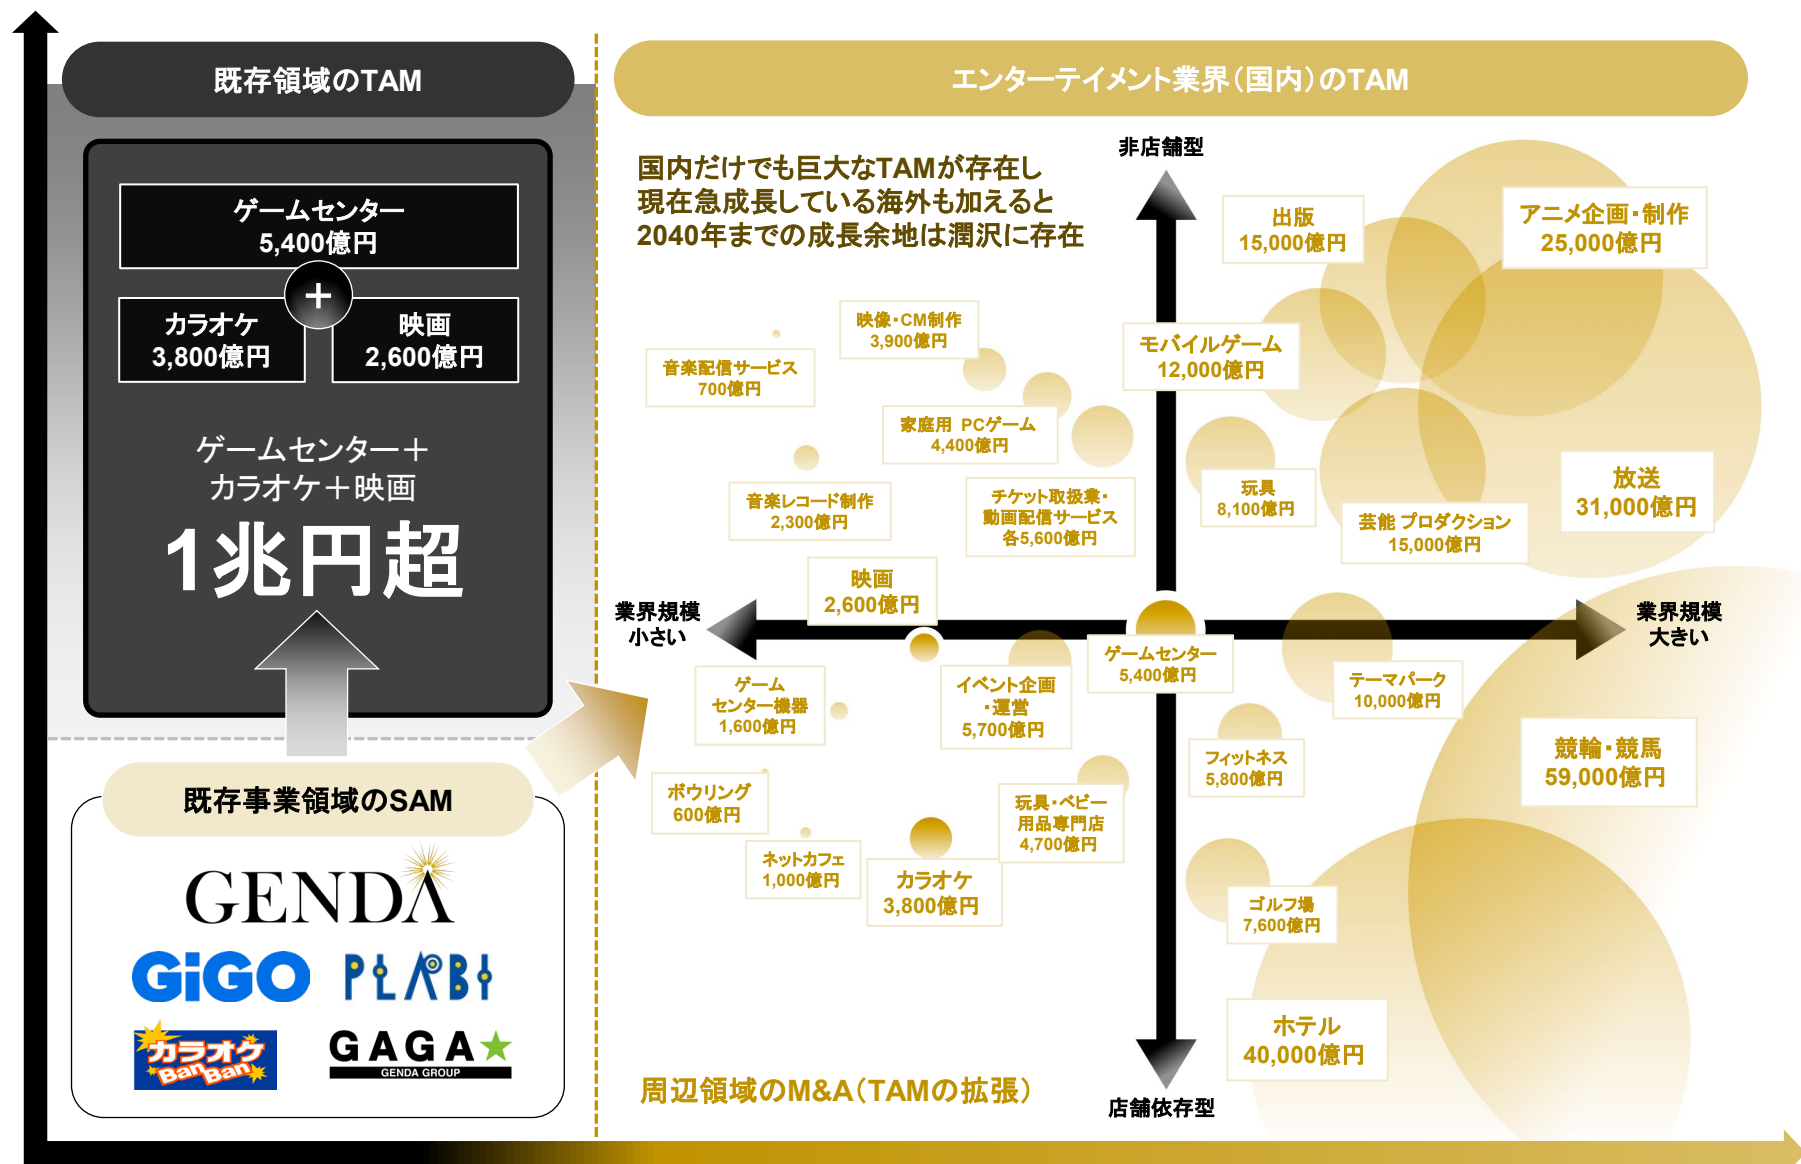 既存領域のTAM
ゲームセンター
5,400億円
+
カラオケ
3,800億円
映画
2,600億円
ゲームセンター＋
カラオケ＋映画
1兆円超
既存事業領域のSAM
GENDA
GiGO
PLABI
カラオケ
BanBan
GAGA★
GENDA GROUP
エンターテイメント業界（国内）のTAM
国内だけでも巨大なTAMが存在し
現在急成長している海外も加えると
2040年までの成長余地は潤沢に存在
非店舗型
出版
15,000億円
アニメ企画・制作
25,000億円
映像・CM制作
3,900億円
モバイルゲーム
12,000億円
音楽配信サービス
700億円
家庭用 PCゲーム
4,400億円
放送
31,000億円
玩具
8,100億円
音楽レコード制作
2,300億円
チケット取扱業・
動画配信サービス
各5,600億円
芸能 プロダクション
15,000億円
映画
2,600億円
業界規模
小さい
業界規模
大きい
ゲームセンター
5,400億円
ゲーム
センター機器
1,600億円
イベント企画
・運営
5,700億円
テーマパーク
10,000億円
フィットネス
5,800億円
競輪・競馬
59,000億円
ボウリング
600億円
玩具・ベビー
用品専門店
4,700億円
ネットカフェ
1,000億円
カラオケ
3,800億円
ゴルフ場
7,600億円
ホテル
40,000億円
周辺領域のM&A（TAMの拡張）
店舗依存型